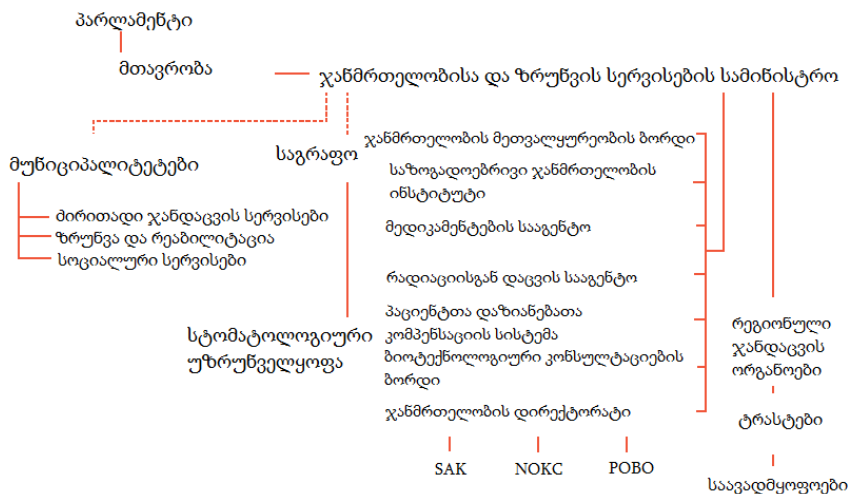 პარლამენტი
მთავრობა
ჯანმრთელობისა და ზრუნვის სერვისების სამინისტრო
მუნიციპალიტეტები
ძირითადი ჯანდაცვის სერვისები
ზრუნვა და რეაბილიტაცია
სოციალური სერვისები
საგრაფო
სტომატოლოგიური
უზრუნველყოფა
ჯანმრთელობის მეთვალყურეობის ბორდი
საზოგადოებრივი ჯანმრთელობის
ინსტიტუტი
მედიკამენტების სააგენტო
რადიაციისგან დაცვის სააგენტო
პაციენტთა დაზიანებათა
კომპენსაციის სისტემა
ბიოტექნოლოგიური კონსულტაციების
ბორდი
ჯანმრთელობის დირექტორატი
SAK
NOKC
POBO
რეგიონული
ჯანდაცვის
ორგანოები
ტრასტები
საავადმყოფოები